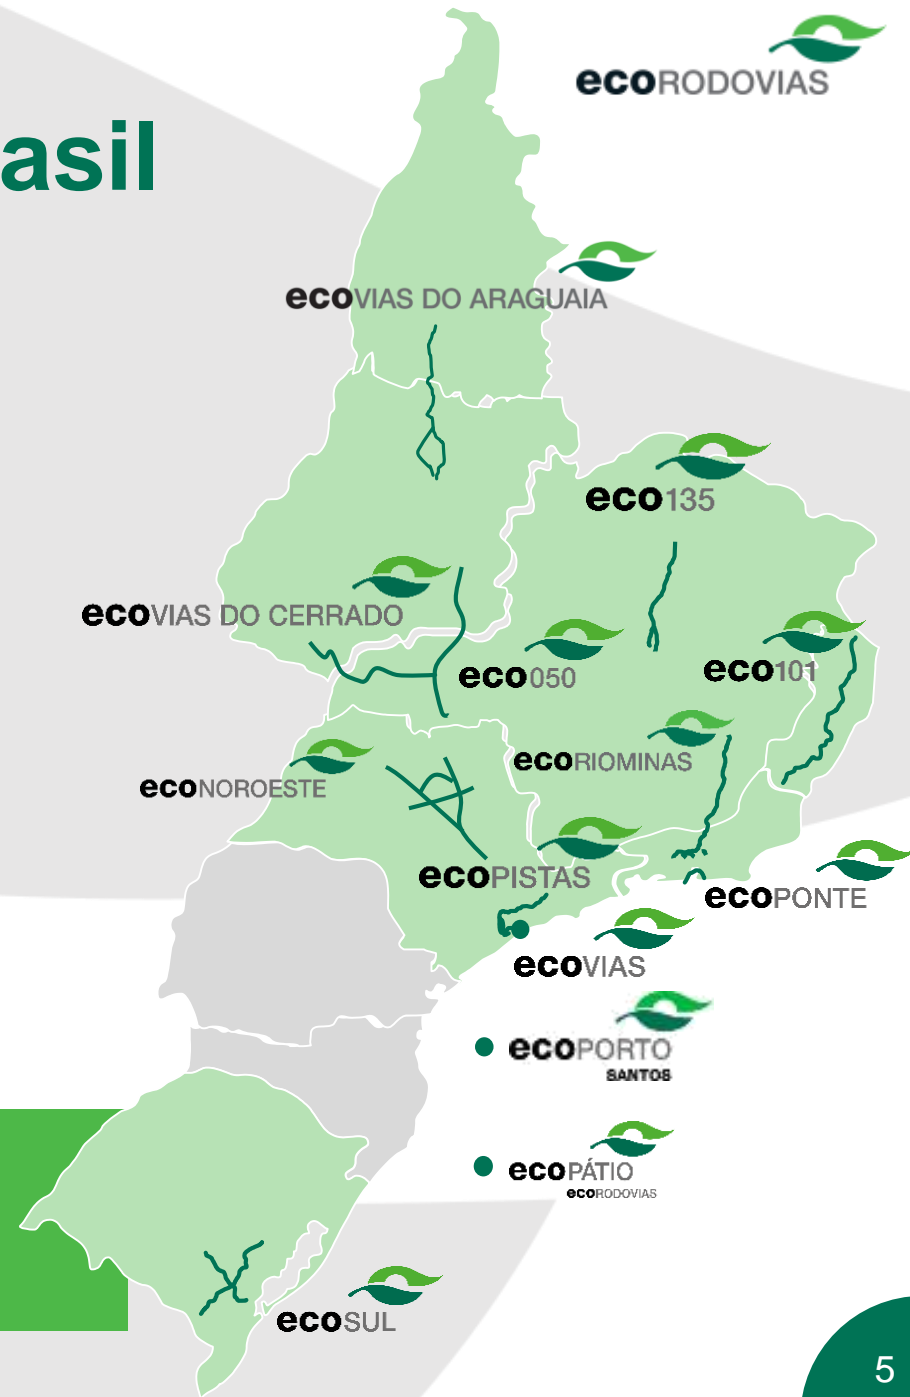 ecoRODOVIAS
asil
ecoVIAS DO ARAGUAIA
eco135
ecoVIAS DO CERRADO
eco050
eco101
ecoRIOMINAS
ecoNOROESTE
ecoPISTAS
ecoPONTE
ecoVIAS
ecoPORTO
SANTOS
ecoPÁTIO
ecoRODOVIAS
ecoSUL
5